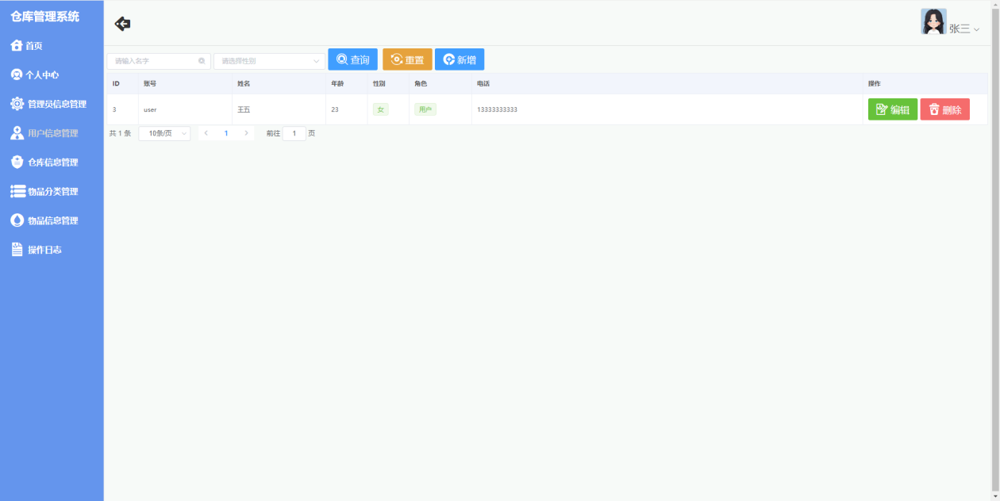 仓库管理系统
首页
个人中心
管理员信息管理
用户信息管理
仓库信息管理
物品分类管理
物品信息管理
操作日志
张三
请输入名字 请选择性别 查询 重置 新增
ID 账号 姓名 年龄 性别 角色 电话 操作
3 user 王五 23 女 用户 13333333333 编辑 删除
共 1 条 10条/页 1 前往 1 页